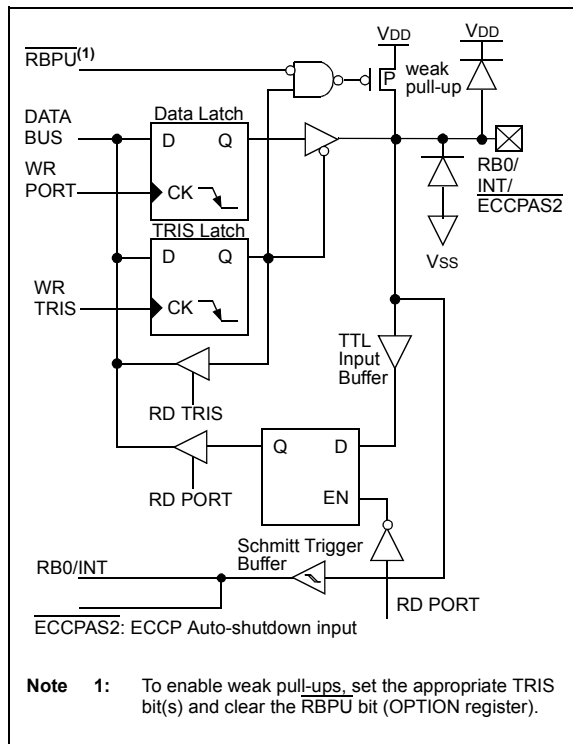 VDD
VDD
RBPU(1)
P
weak
pull-up
DATA
BUS
Data Latch
D Q
WR
PORT
CK
RB0/
INT/
ECCPAS2
TRIS Latch
D Q
VSS
WR
TRIS
CK
TTL
Input
Buffer
RD TRIS
Q D
RD PORT
EN
Schmitt Trigger
Buffer
RB0/INT
RD PORT
ECCPAS2: ECCP Auto-shutdown input
Note 1: To enable weak pull-ups, set the appropriate TRIS
bit(s) and clear the RBPU bit (OPTION register).